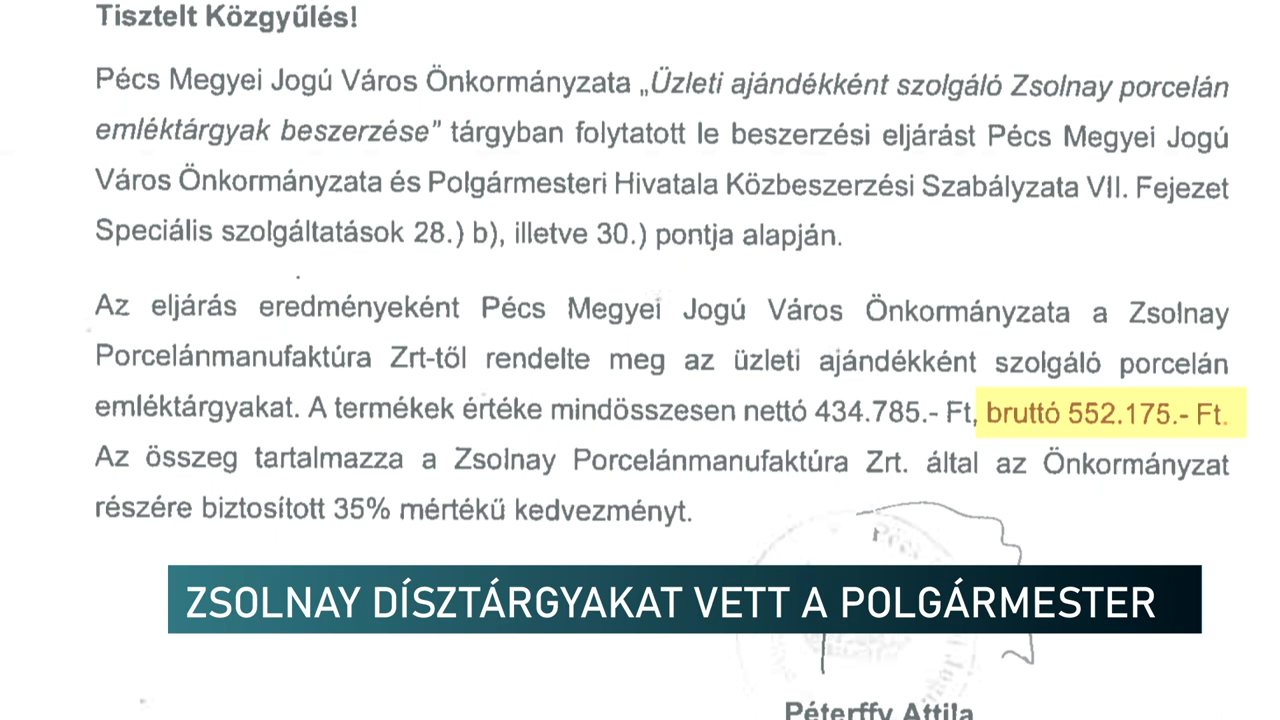 Tisztelt Közgyűlés!
Pécs Megyei Jogú Város Önkormányzata „Üzleti ajándékként szolgáló Zsolnay porcelán
emléktárgyak beszerzése” tárgyban folytatott le beszerzési eljárást Pécs Megyei Jogú
Város Önkormányzata és Polgármesteri Hivatala Közbeszerzési Szabályzata VII. Fejezet
Speciális szolgáltatások 28.) b), illetve 30.) pontja alapján.
Az eljárás eredményeként Pécs Megyei Jogú Város Önkormányzata a Zsolnay
Porcelánmanufaktúra Zrt-től rendelte meg az üzleti ajándékként szolgáló porcelán
emléktárgyakat. A termékek értéke mindösszesen nettó 434.785.- Ft, bruttó 552.175.- Ft.
Az összeg tartalmazza a Zsolnay Porcelánmanufaktúra Zrt. által az Önkormányzat
részére biztosított 35% mértékű kedvezményt.
Pécs
ZSOLNAY DÍSZTÁRGYAKAT VETT A POLGÁRMESTER
Péterffy Attila